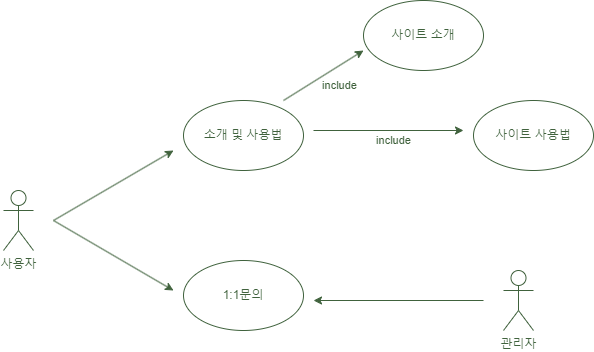 사이트 소개
include
소개 및 사용법
사이트 사용법
include
사용자
1:1문의
관리자